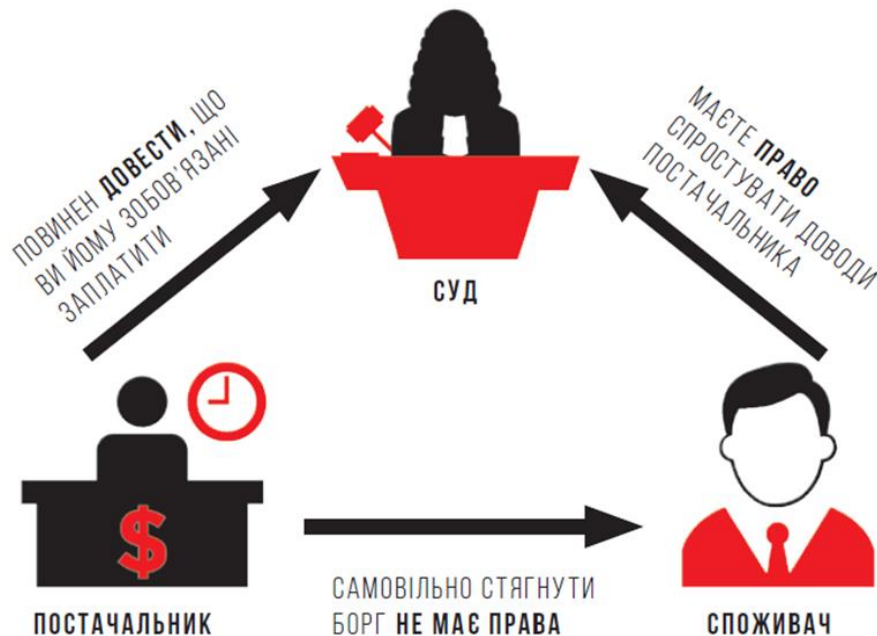 ПОВИНЕН ДОВЕСТИ, ЩО
ВИ ЙОМУ ЗОБОВ'ЯЗАНІ
ЗАПЛАТИТИ
МАЄТЕ ПРАВО
СПРОСТУВАТИ ДОВОДИ
ПОСТАЧАЛЬНИКА
СУД
$
САМОВІЛЬНО СТЯГНУТИ
БОРГ НЕ МАЄ ПРАВА
ПОСТАЧАЛЬНИК
СПОЖИВАЧ